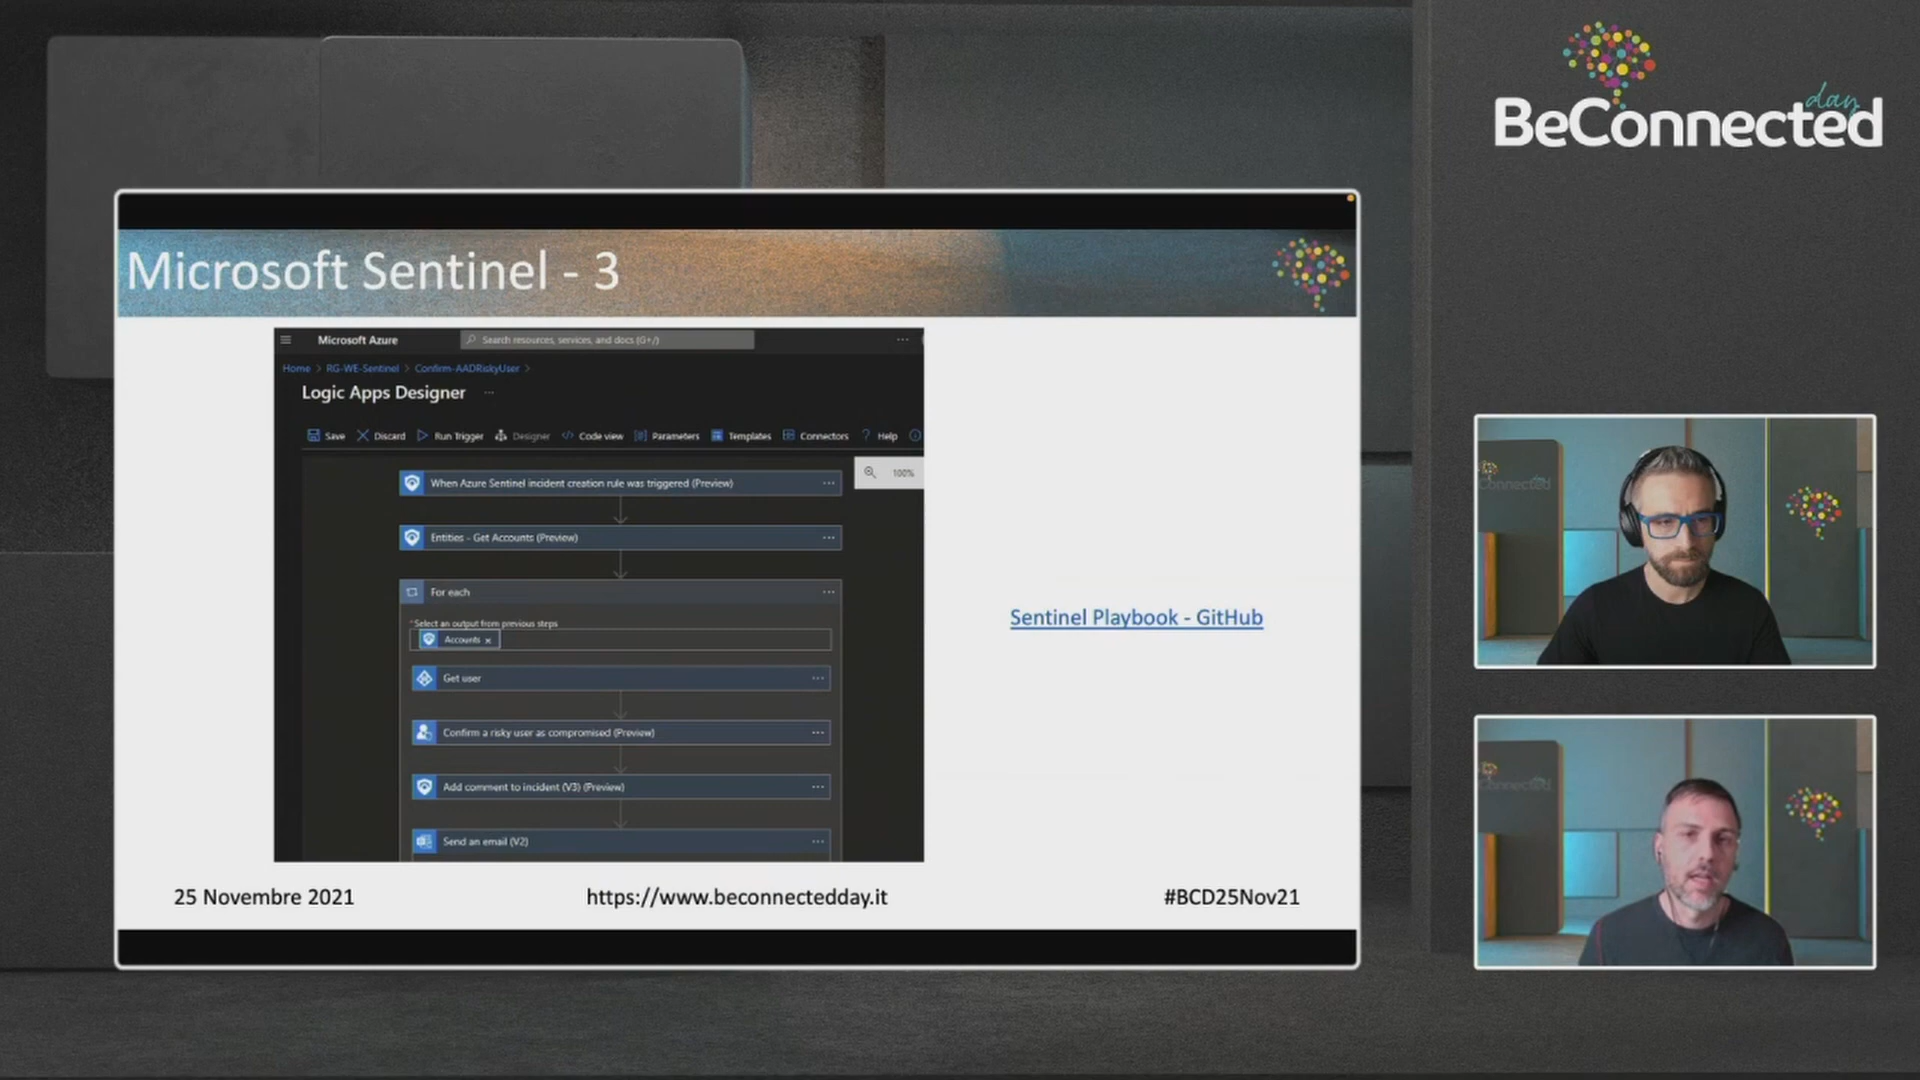 day
BeConnected
Microsoft Sentinel - 3
Microsoft Azure
Search resources, services, and docs (G+/)
Home > RG-WE-Sentinel > Confirm-AADRiskyUser >
Logic Apps Designer
Save Discard Run Trigger Designer Code view Parameters Templates Connectors Help
100%
When Azure Sentinel incident creation rule was triggered (Preview)
Entities - Get Accounts (Preview)
For each
*Select an output from previous steps
Accounts ×
Get user
Confirm a risky user as compromised (Preview)
Add comment to incident (V3) (Preview)
Send an email (V2)
Sentinel Playbook - GitHub
25 Novembre 2021
https://www.beconnectedday.it
#BCD25Nov21
Connected
Connected